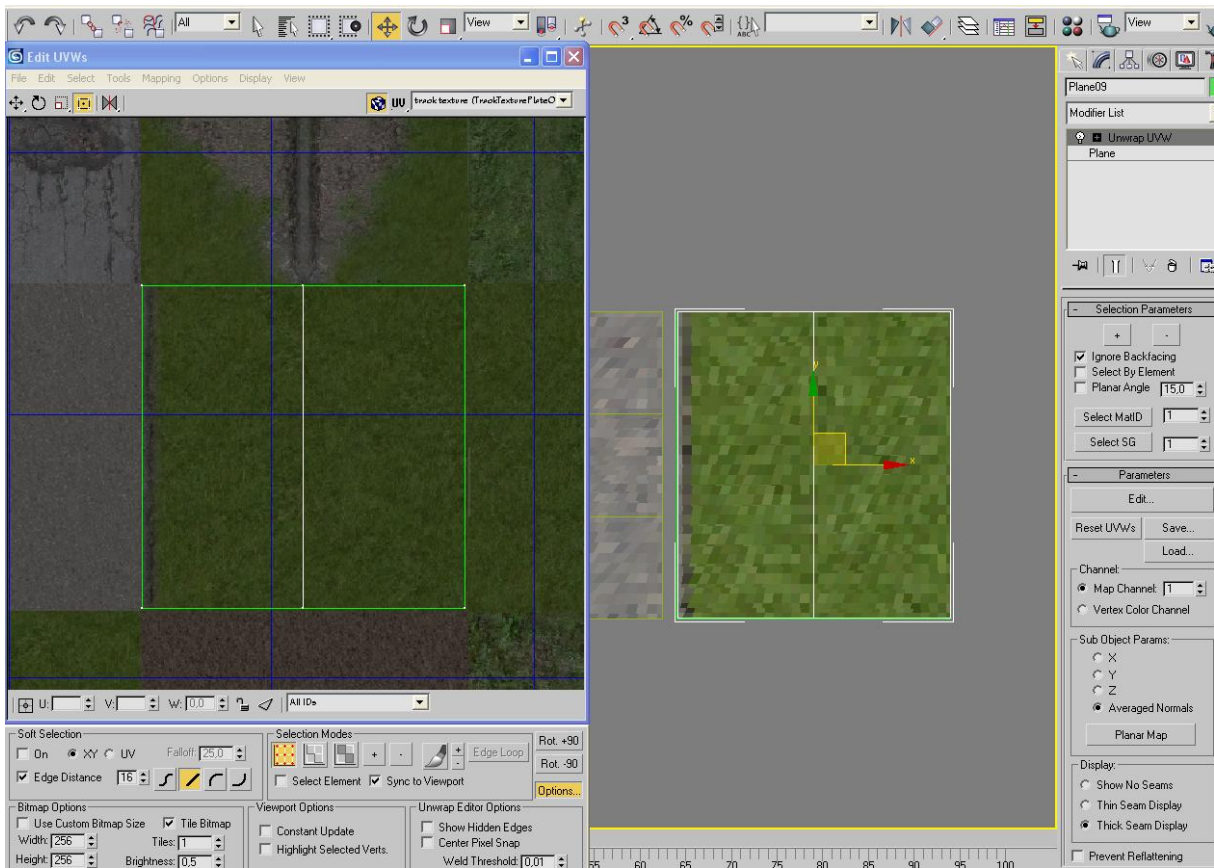 All
View
3
%
ABC
View
Edit UVWs
File Edit Select Tools Mapping Options Display View
UV track texture (TrackTexturePlateO
Plane09
Modifier List
Unwrap UVW
Plane
- Selection Parameters
+ -
Ignore Backfacing
Select By Element
Planar Angle 15,0
Select MatID 1
Select SG 1
- Parameters
Edit...
Reset UVWs Save...
Load...
Channel:
Map Channel: 1
Vertex Color Channel
Sub Object Params:
X
Y
Z
Averaged Normals
Planar Map
Display:
Show No Seams
Thin Seam Display
Thick Seam Display
Prevent Reflattening
y
x
U: V: W: 0,0 All IDs
Soft Selection
On XY UV Falloff: 25,0
Edge Distance 16
Selection Modes
+ - + - Edge Loop
Select Element Sync to Viewport
Rot. +90
Rot. -90
Options...
Bitmap Options
Use Custom Bitmap Size Tile Bitmap
Width: 256 Tiles: 1
Height: 256 Brightness: 0,5
Viewport Options
Constant Update
Highlight Selected Verts.
Unwrap Editor Options
Show Hidden Edges
Center Pixel Snap
Weld Threshold: 0,01
55 60 65 70 75 80 85 90 95 100